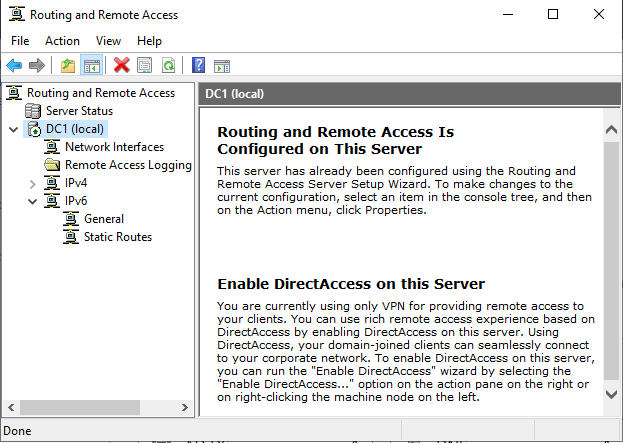 Routing and Remote Access
File Action View Help
Routing and Remote Access
Server Status
DC1 (local)
Network Interfaces
Remote Access Logging
IPv4
IPv6
General
Static Routes
DC1 (local)
Routing and Remote Access Is
Configured on This Server
This server has already been configured using the Routing and
Remote Access Server Setup Wizard. To make changes to the
current configuration, select an item in the console tree, and then
on the Action menu, click Properties.
Enable DirectAccess on this Server
You are currently using only VPN for providing remote access to
your clients. You can use rich remote access experience based on
DirectAccess by enabling DirectAccess on this server. Using
DirectAccess, your domain-joined clients can seamlessly connect
to your corporate network. To enable DirectAccess on this server,
you can run the "Enable DirectAccess" wizard by selecting the
"Enable DirectAccess..." option on the action pane on the right or
on right-clicking the machine node on the left.
Done